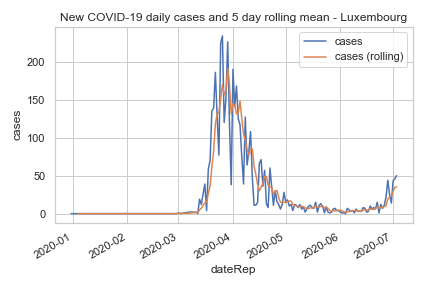 New COVID-19 daily cases and 5 day rolling mean - Luxembourg
cases
cases (rolling)
200
150
100
50
0
cases
2020-01
2020-02
2020-03
2020-04
2020-05
2020-06
2020-07
dateRep